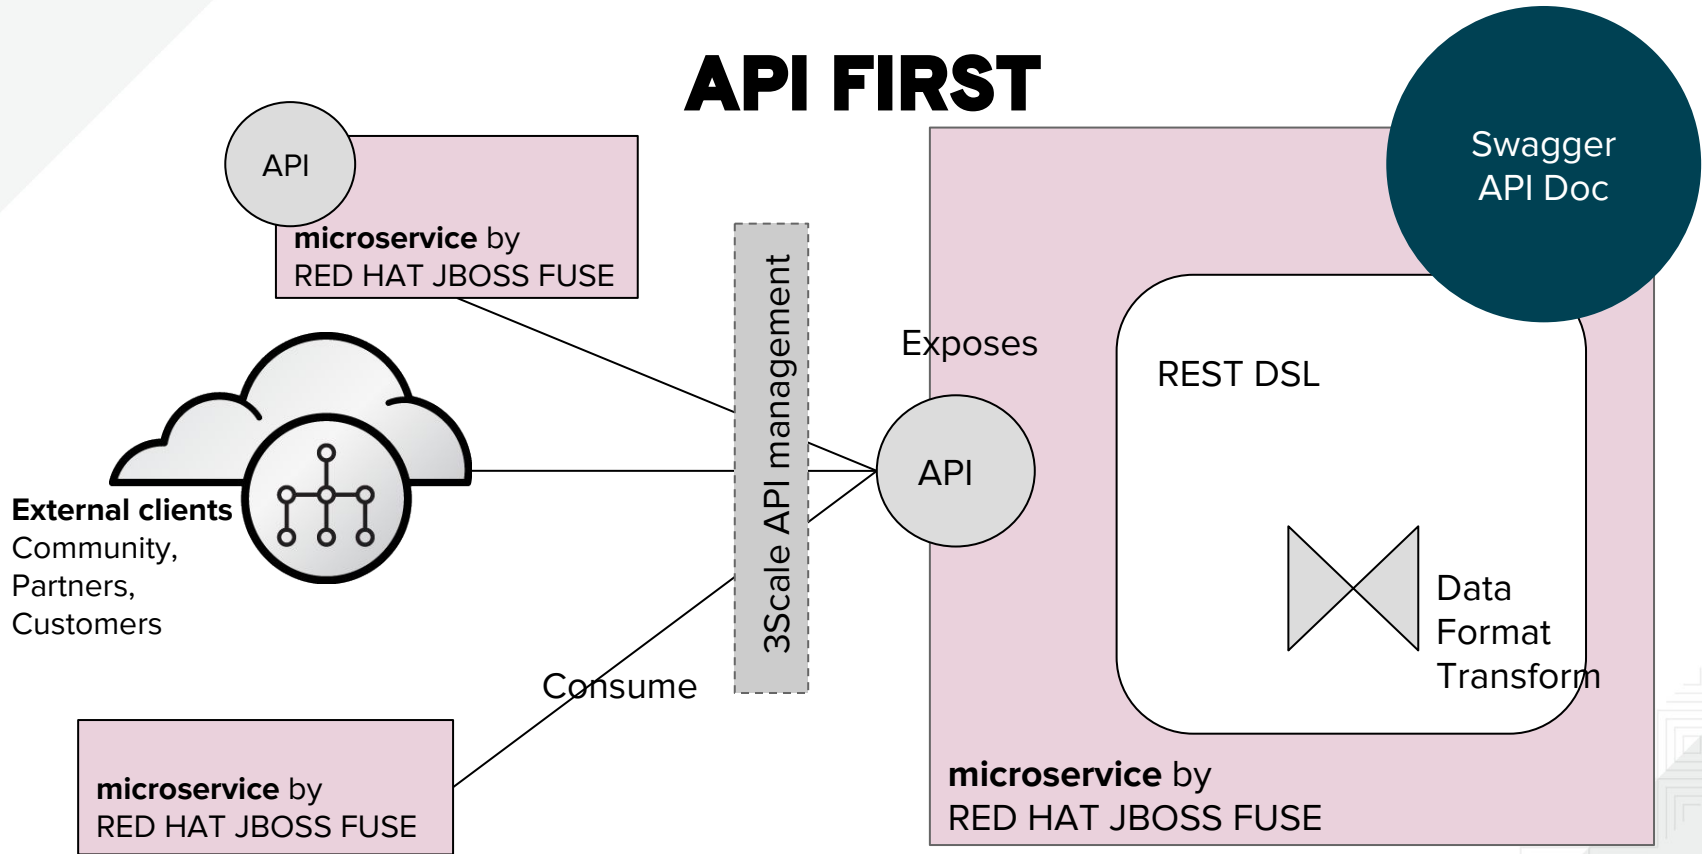 API FIRST
API
microservice by
RED HAT JBOSS FUSE
External clients
Community,
Partners,
Customers
microservice by
RED HAT JBOSS FUSE
Consume
3Scale API management
Exposes
API
Swagger
API Doc
REST DSL
Data
Format
Transform
microservice by
RED HAT JBOSS FUSE